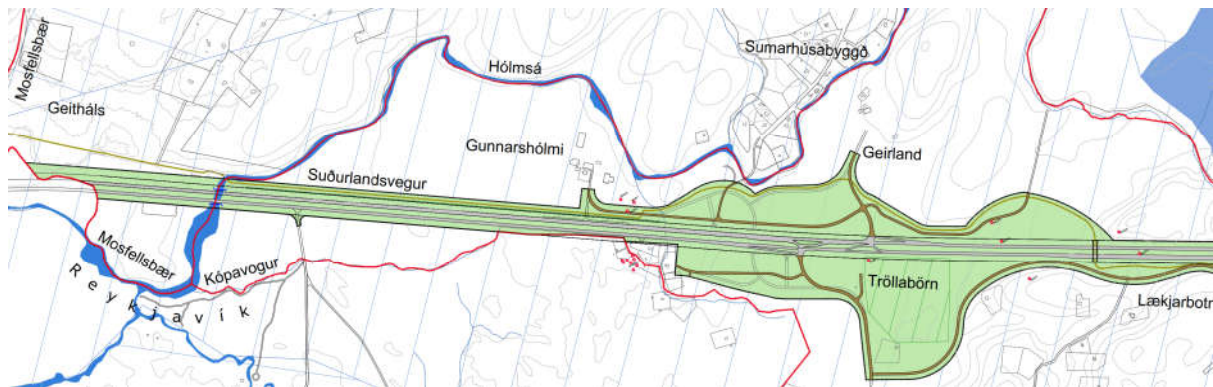 Mosfellsbær
Geitháls
Hólmsá
Sumarhúsabyggð
Gunnarshólmi
Geirland
Suðurlandsvegur
Mosfellsbær
Kópavogur
Reykjavík
Tröllabörn
Lækjarbotn